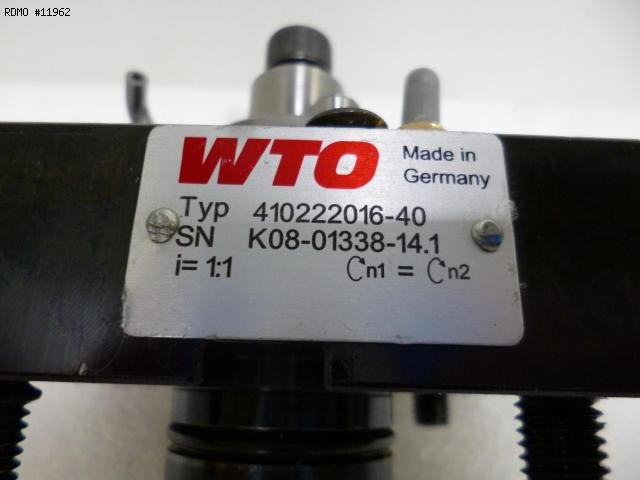 RDMO #11962
WTO Made in
Germany
Typ 410222016-40
SN K08-01338-14.1
i= 1:1 n1 = n2